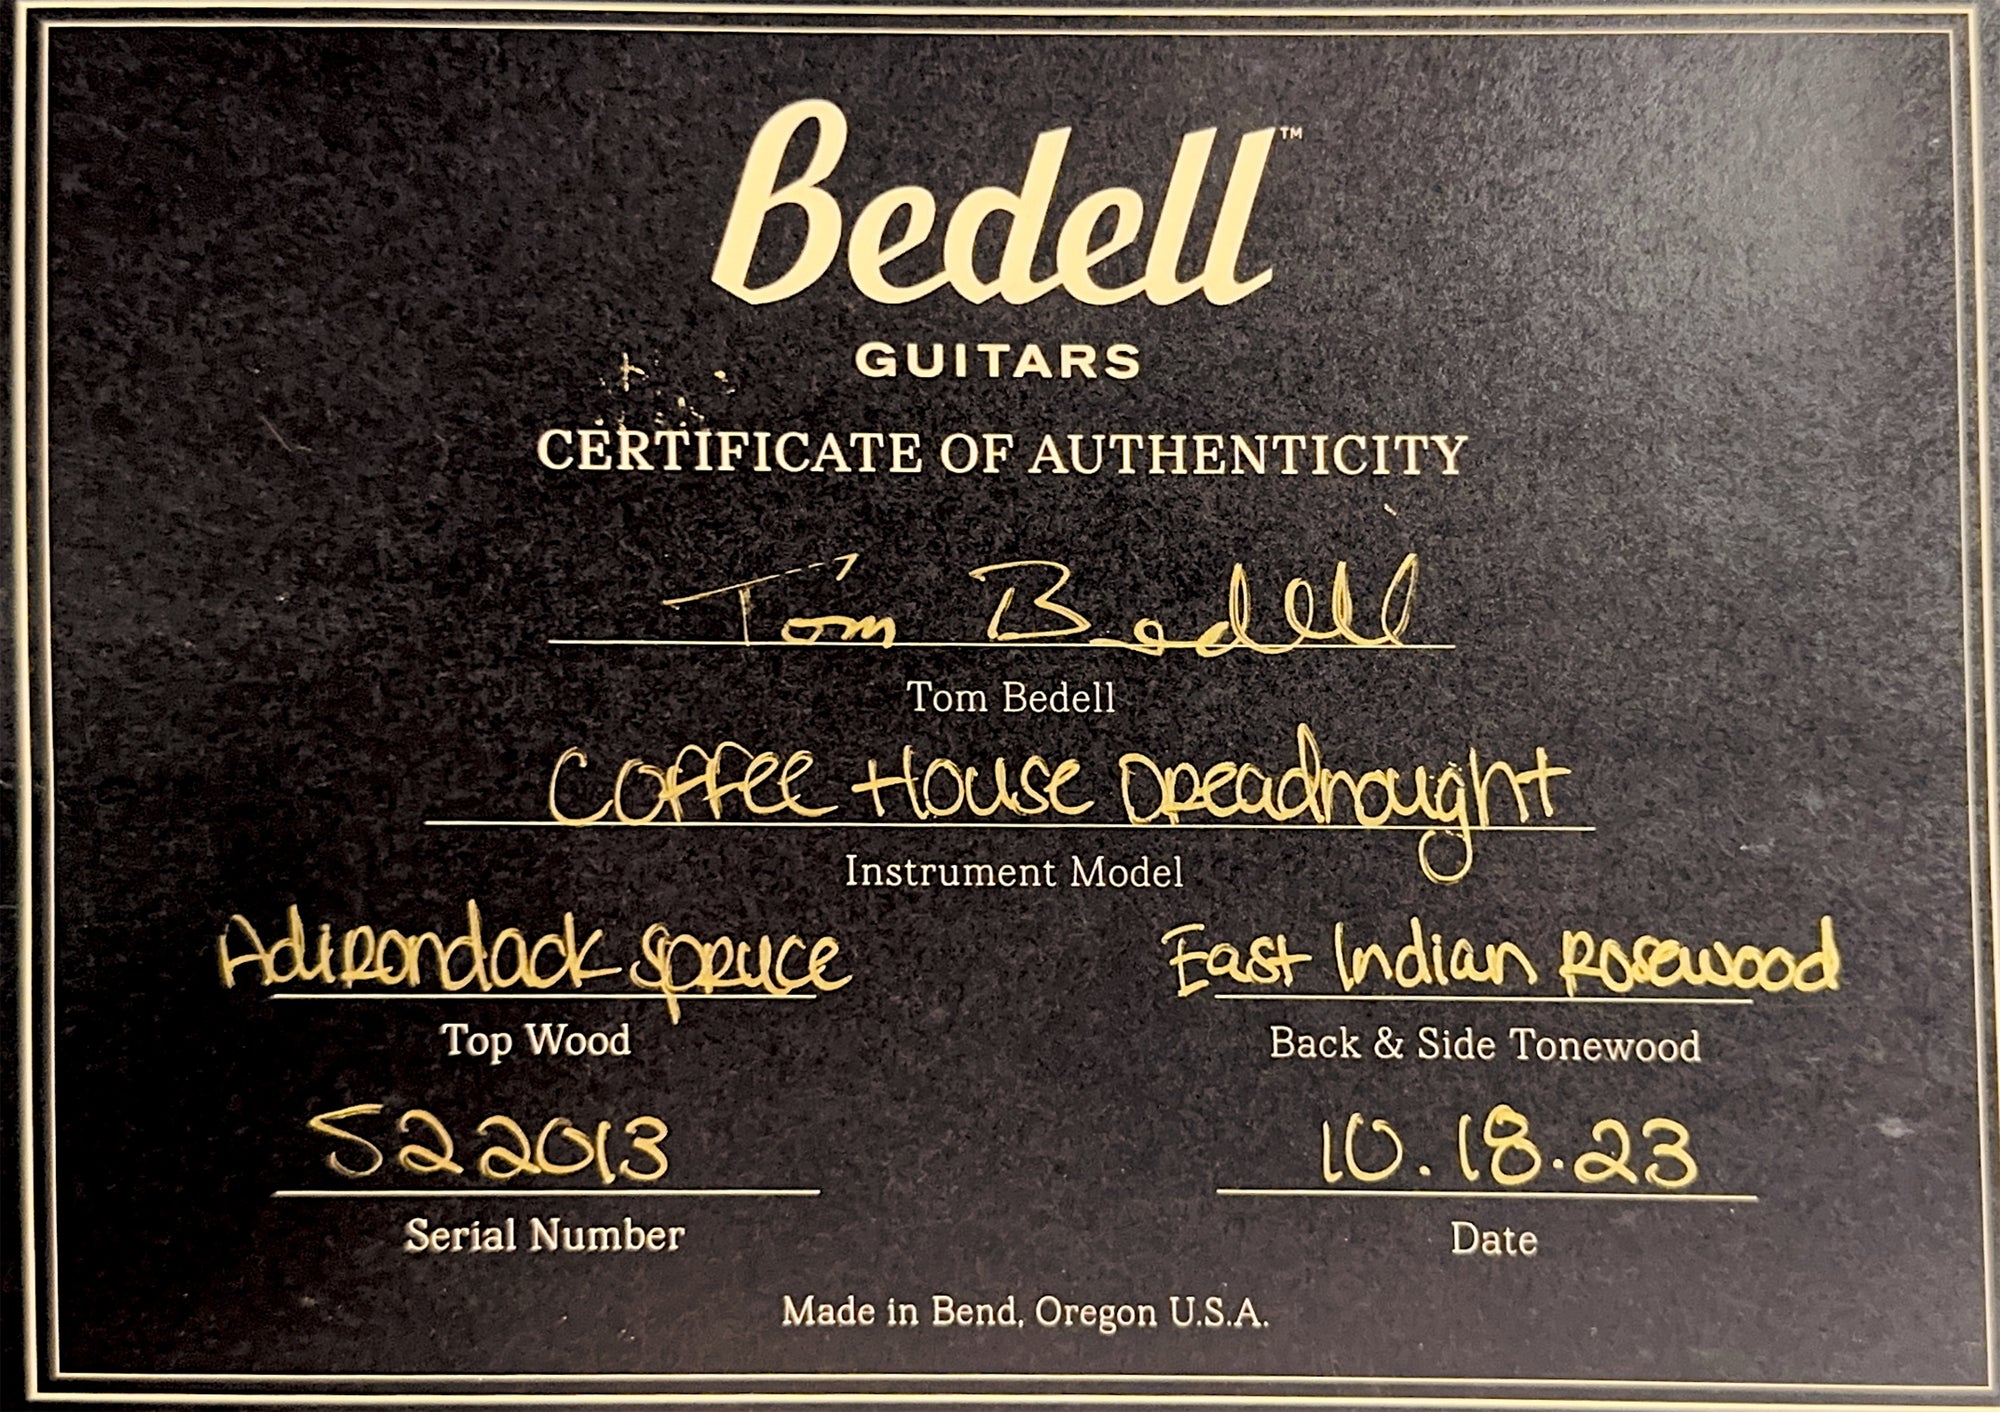 Bedell™
GUITARS
CERTIFICATE OF AUTHENTICITY
Tom Bedell
Tom Bedell
Coffee House Dreadnought
Instrument Model
Adirondack Spruce East Indian Rosewood
Top Wood Back & Side Tonewood
522013 10.18.23
Serial Number Date
Made in Bend, Oregon U.S.A.